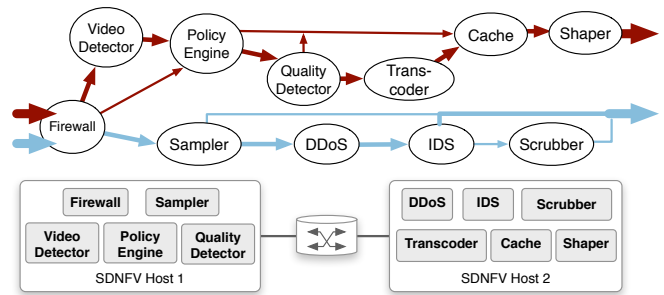 Video
Detector
Policy
Engine
Quality
Detector
Trans-
coder
Cache
Shaper
Firewall
Sampler
DDoS
IDS
Scrubber
Firewall
Sampler
Video
Detector
Policy
Engine
Quality
Detector
SDNFV Host 1
DDoS
IDS
Scrubber
Transcoder
Cache
Shaper
SDNFV Host 2